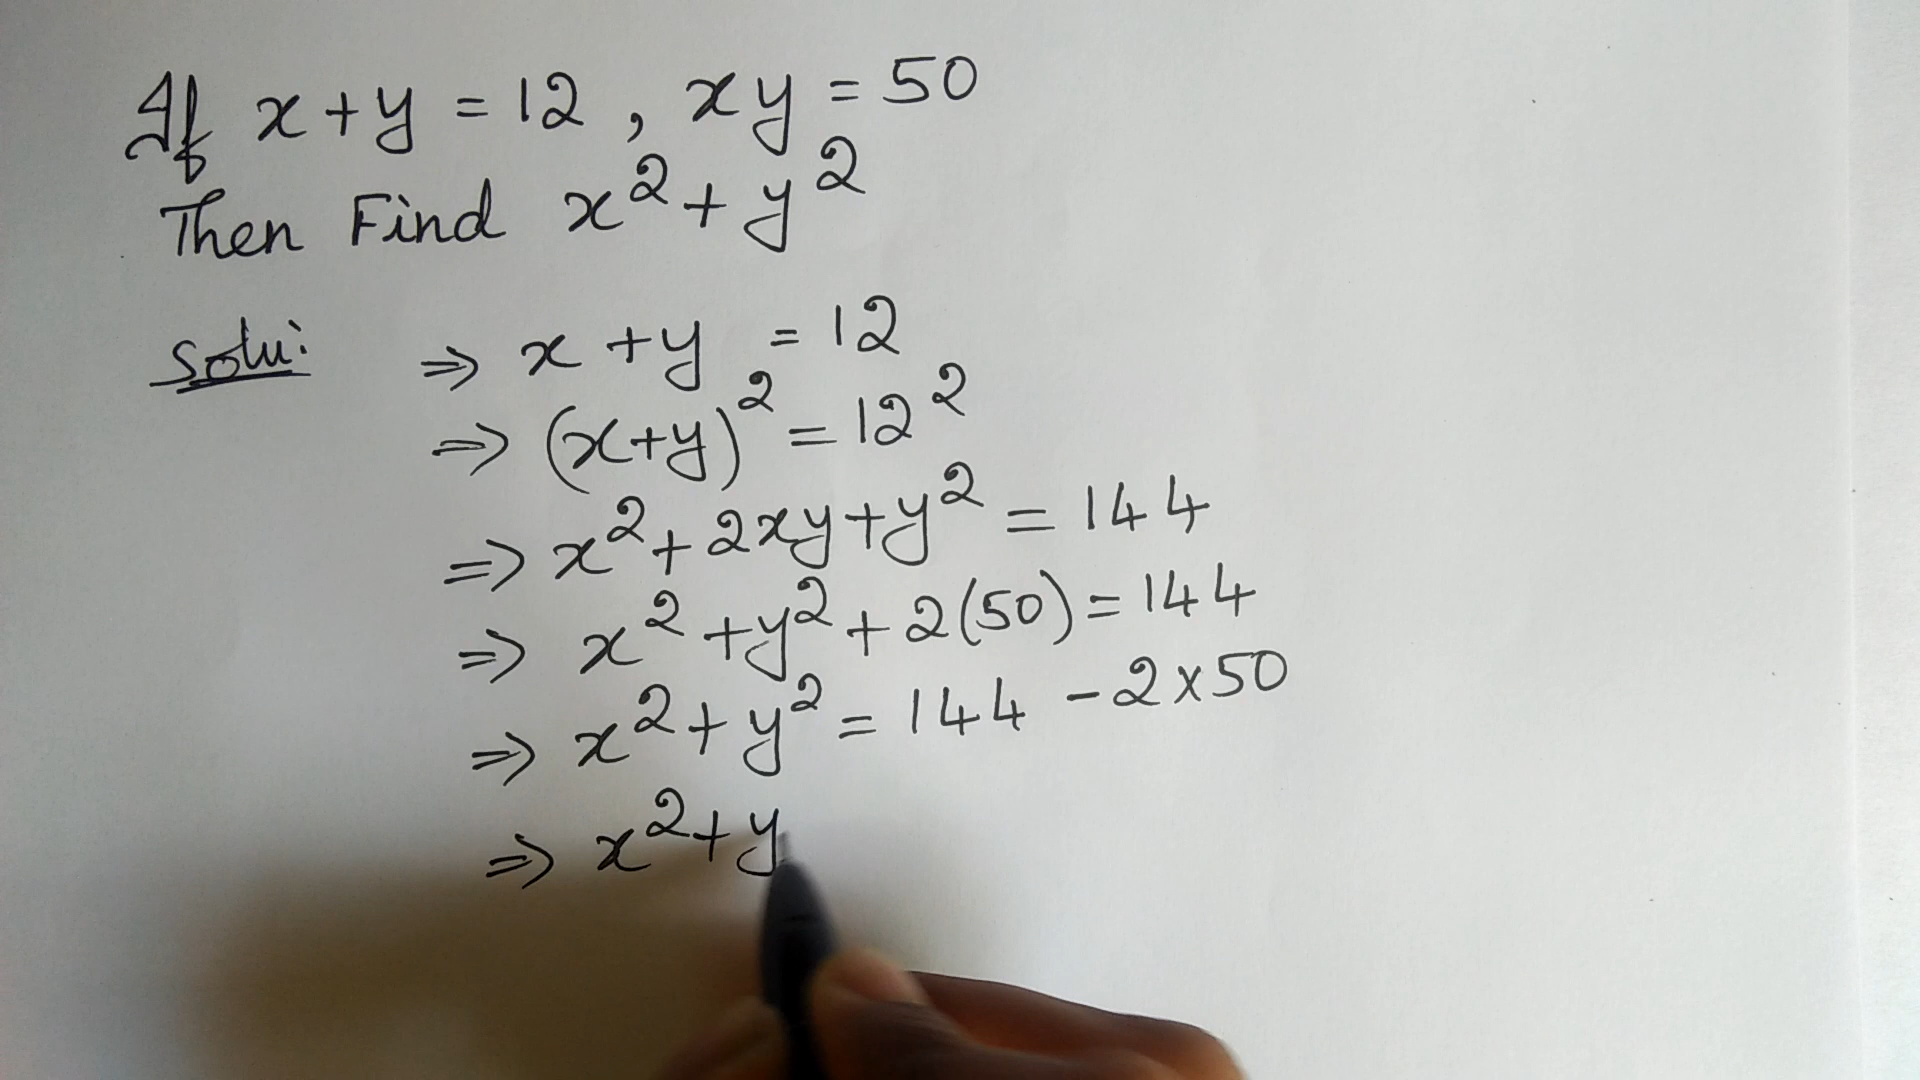 If x+y = 12, xy = 50
Then Find x² + y²
Solu:
⇒ x + y = 12
⇒ (x+y)² = 12²
⇒ x² + 2xy + y² = 144
⇒ x² + y² + 2(50) = 144
⇒ x² + y² = 144 - 2×50
⇒ x² + y